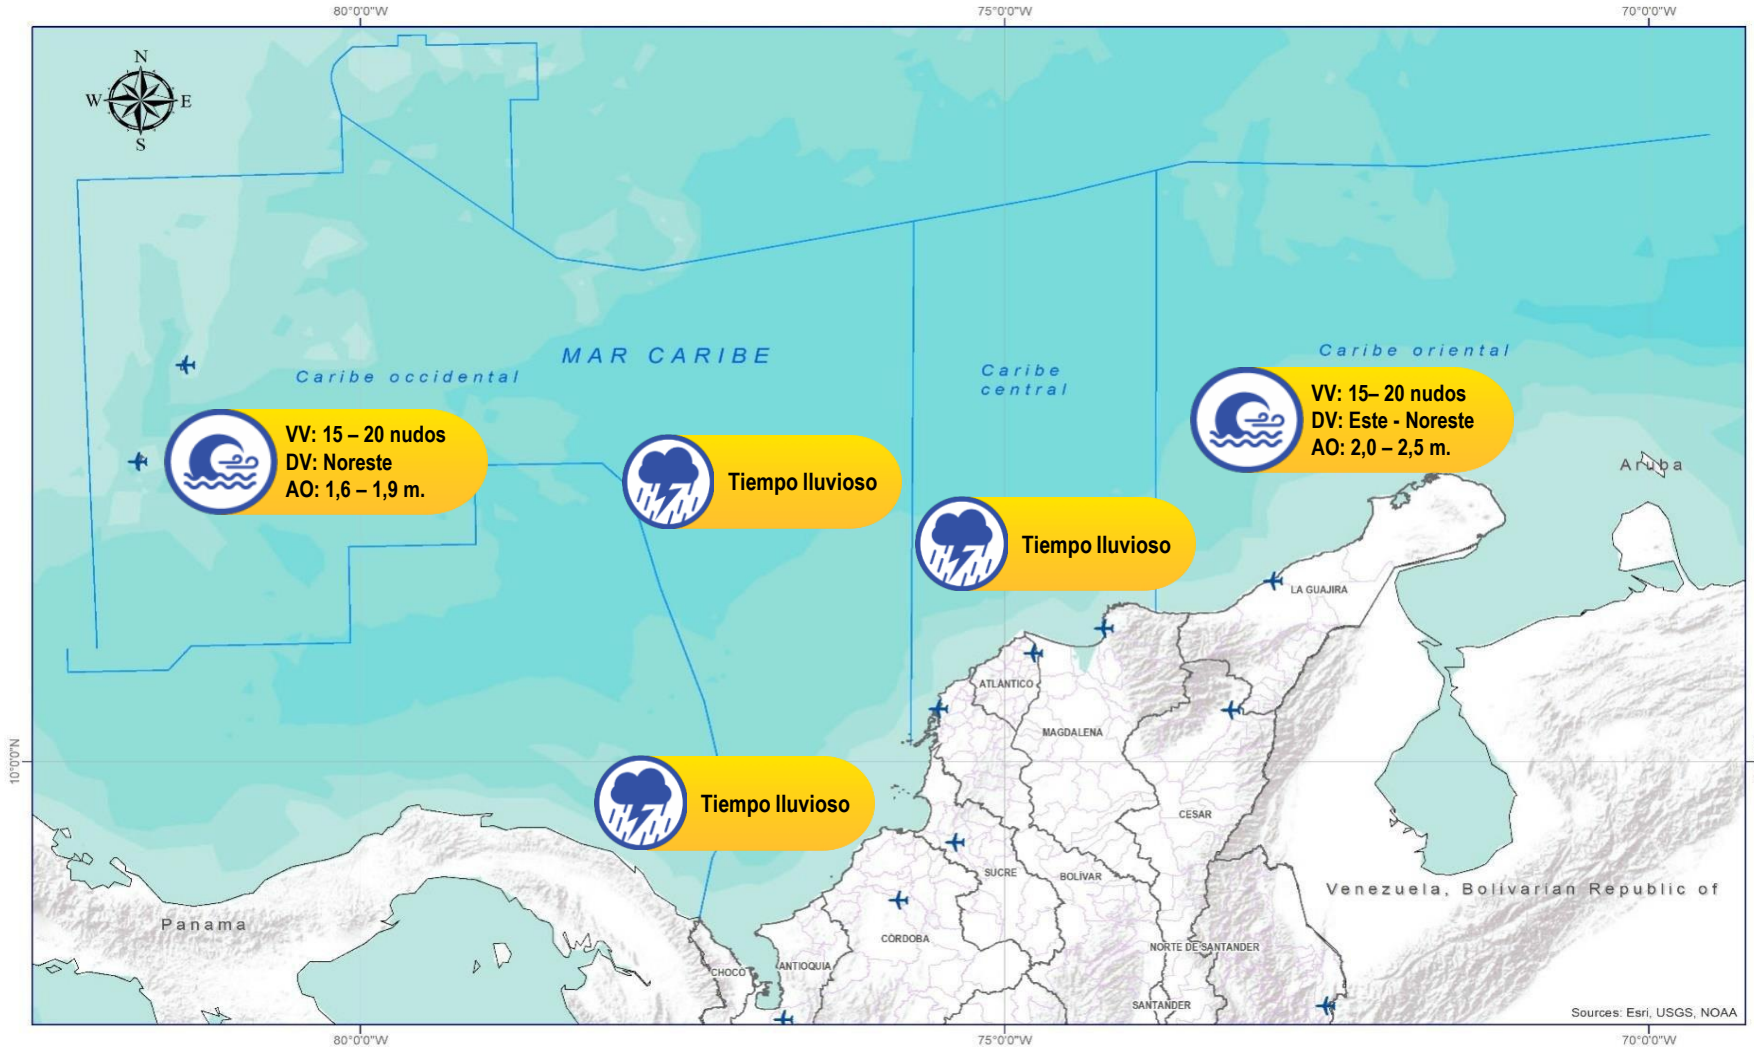 80°0'0"W
75°0'0"W
70°0'0"W
N
W
E
S
MAR CARIBE
Caribe occidental
Caribe
central
Caribe oriental
VV: 15– 20 nudos
DV: Este - Noreste
AO: 2,0 – 2,5 m.
VV: 15 – 20 nudos
DV: Noreste
AO: 1,6 – 1,9 m.
Tiempo lluvioso
Tiempo lluvioso
Aruba
LA GUAJIRA
ATLÁNTICO
MAGDALENA
10°0'0"N
Tiempo lluvioso
CESAR
SUCRE
BOLÍVAR
Venezuela, Bolivarian Republic of
Panama
CÓRDOBA
NORTE DE SANTANDER
CHOCÓ
ANTIOQUIA
SANTANDER
Sources: Esri, USGS, NOAA
80°0'0"W
75°0'0"W
70°0'0"W